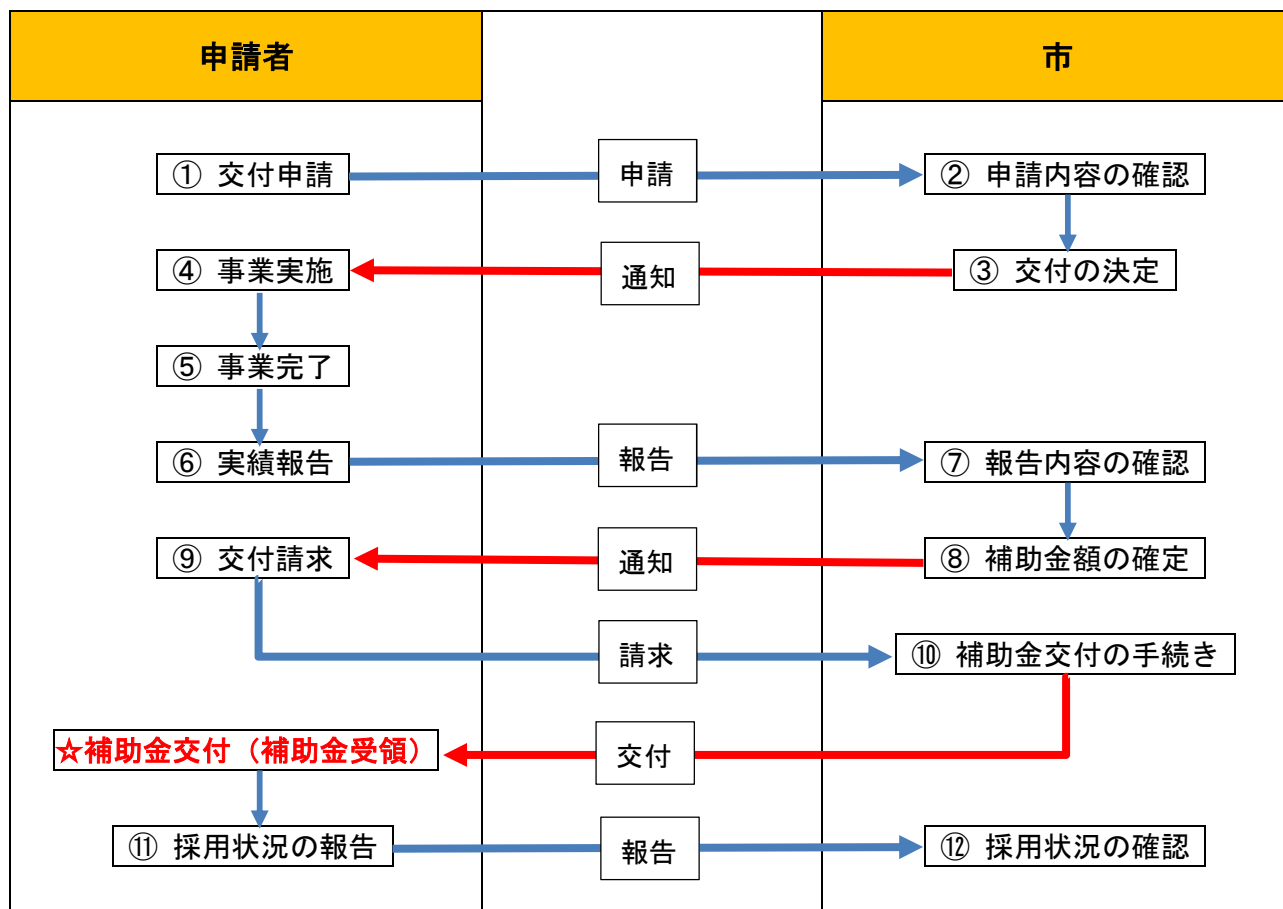 申請者
市
① 交付申請
申請
② 申請内容の確認
④ 事業実施
通知
③ 交付の決定
⑤ 事業完了
⑥ 実績報告
報告
⑦ 報告内容の確認
⑨ 交付請求
通知
⑧ 補助金額の確定
請求
⑩ 補助金交付の手続き
☆補助金交付（補助金受領）
交付
⑪ 採用状況の報告
報告
⑫ 採用状況の確認